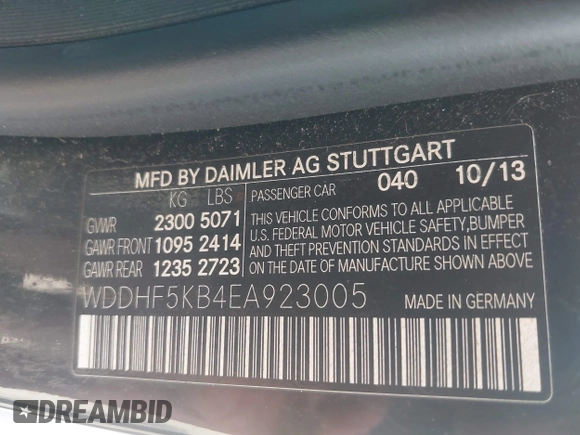 MFD BY DAIMLER AG STUTTGART
KG LBS PASSENGER CAR 040 10/13
GVWR 2300 5071
GAWR FRONT 1095 2414
GAWR REAR 1235 2723
THIS VEHICLE CONFORMS TO ALL APPLICABLE
U.S. FEDERAL MOTOR VEHICLE SAFETY, BUMPER
AND THEFT PREVENTION STANDARDS IN EFFECT
ON THE DATE OF MANUFACTURE SHOWN ABOVE.
WDDHF5KB4EA923005 MADE IN GERMANY
DREAMBID